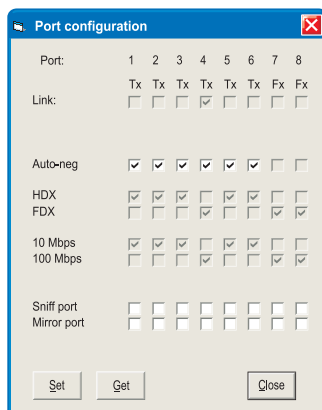 Port configuration
Port: 1 2 3 4 5 6 7 8
Tx Tx Tx Tx Tx Tx Fx Fx
Link:
Auto-neg
HDX
FDX
10 Mbps
100 Mbps
Sniff port
Mirror port
Set Get Close